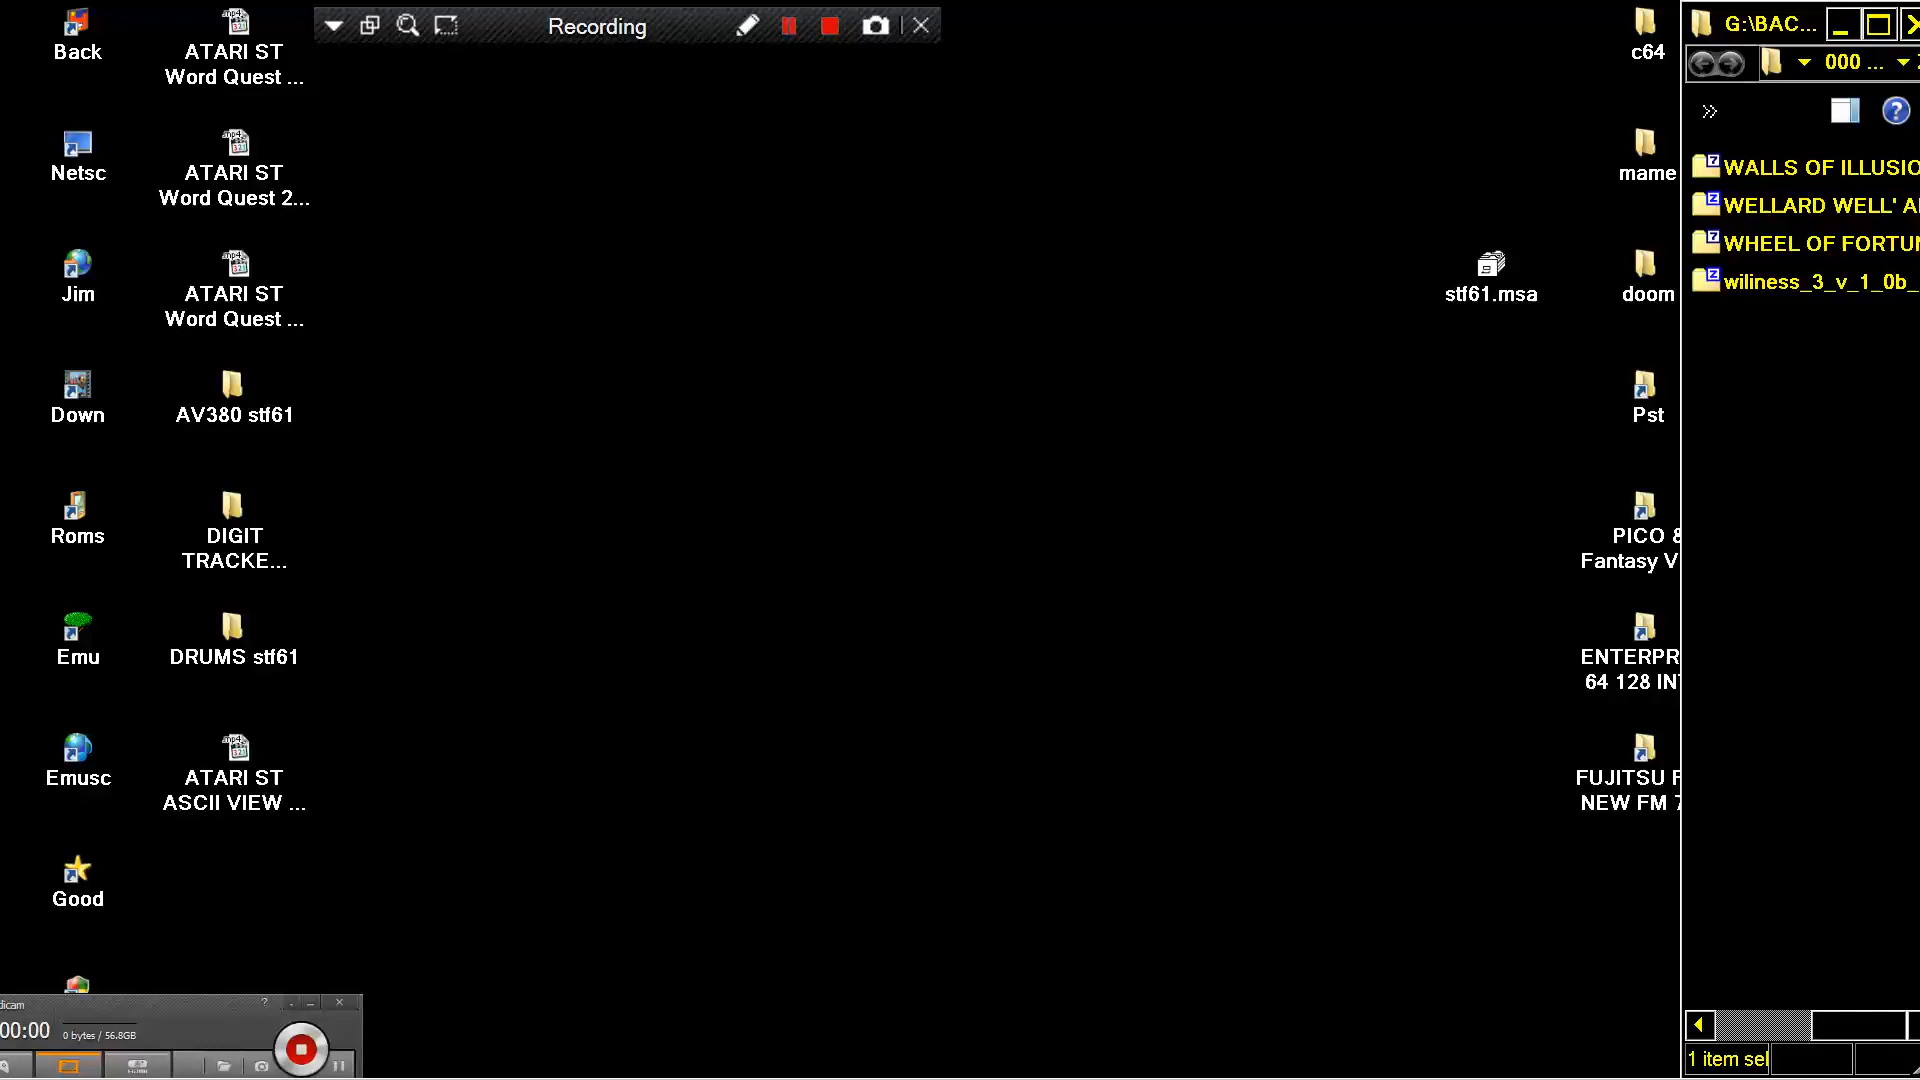 Recording
Back
ATARI ST
Word Quest ...
Netsc
ATARI ST
Word Quest 2...
Jim
ATARI ST
Word Quest ...
Down
AV380 stf61
Roms
DIGIT
TRACKE...
Emu
DRUMS stf61
Emusc
ATARI ST
ASCII VIEW ...
Good
stf61.msa
c64
mame
doom
Pst
PICO &
Fantasy V
ENTERPR
64 128 IN
FUJITSU F
NEW FM 7
G:\BAC...
000 ...
WALLS OF ILLUSIO
WELLARD WELL' A
WHEEL OF FORTUN
wiliness_3_v_1_0b_
1 item sel
dicam
00:00
0 bytes / 56.8GB